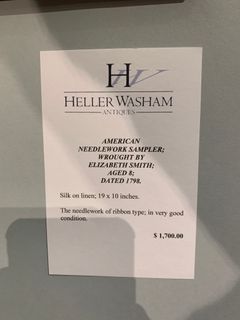 HW
HELLER WASHAM
ANTIQUES
AMERICAN
NEEDLEWORK SAMPLER;
WROUGHT BY
ELIZABETH SMITH;
AGED 8;
DATED 1798.
Silk on linen; 19 x 10 inches.
The needlework of ribbon type; in very good
condition.
$ 1,700.00